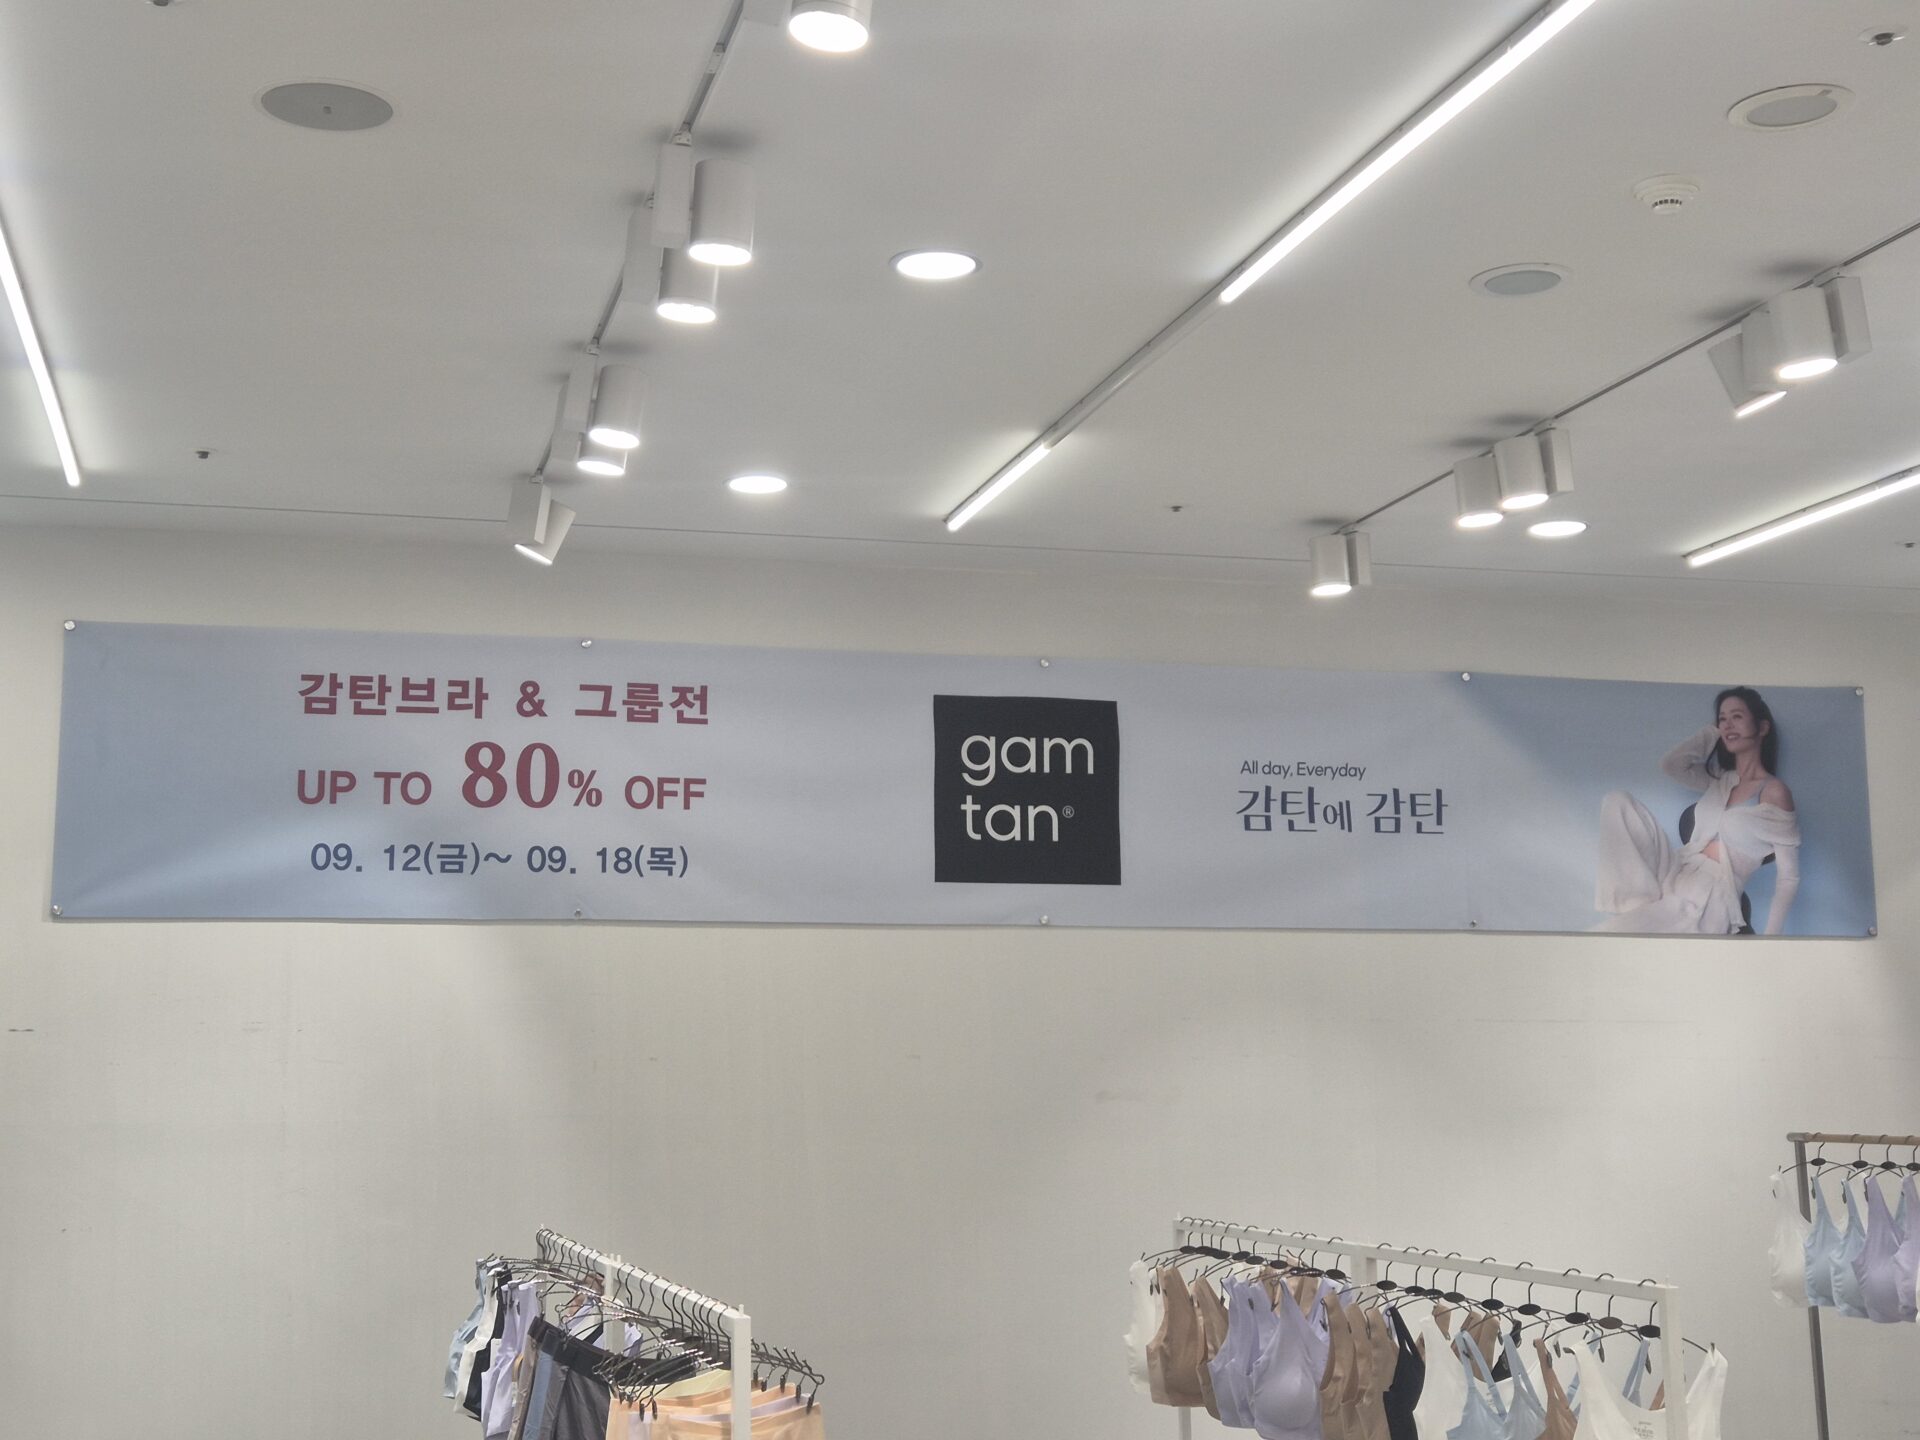 감탄브라 & 그룹전
UP TO 80% OFF
09. 12(금)~ 09. 18(목)
gam
tan®
All day, Everyday
감탄에 감탄